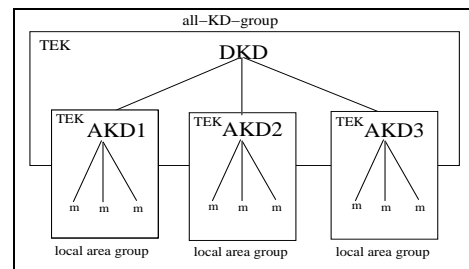 all–KD–group
TEK
DKD
TEK AKD1
TEK AKD2
TEK AKD3
m m m
m m m
m m m
local area group
local area group
local area group